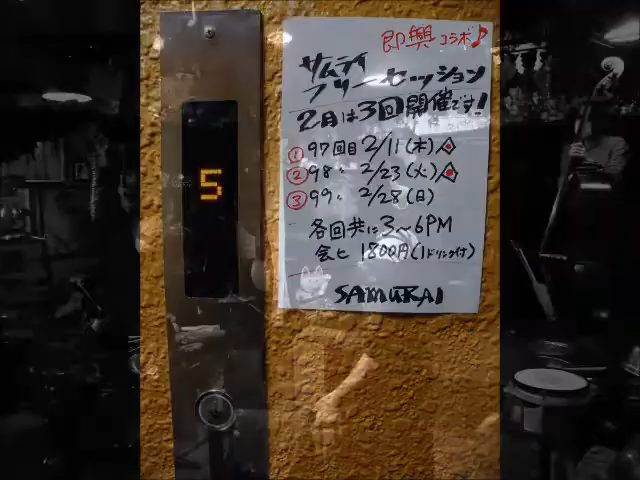 即興コラボ♪
サムライ
フリーセッション
2月は3回開催です!
① 97回目 2/11(木)
② 98〃 2/23(火)
③ 99〃 2/28(日)
各回共に3〜6PM
会ヒ 1800円(1ドリンク付)
SAMURAI
5